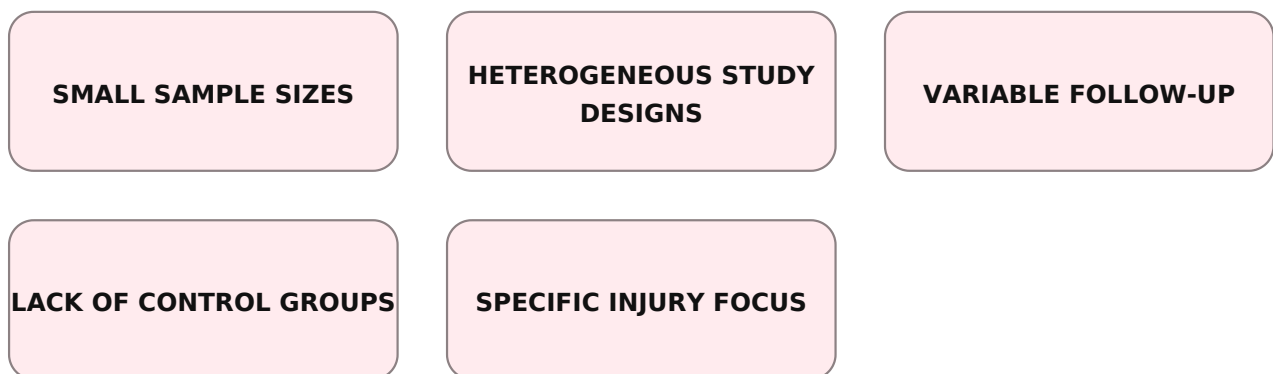 SMALL SAMPLE SIZES
HETEROGENEOUS STUDY
DESIGNS
VARIABLE FOLLOW-UP
LACK OF CONTROL GROUPS
SPECIFIC INJURY FOCUS